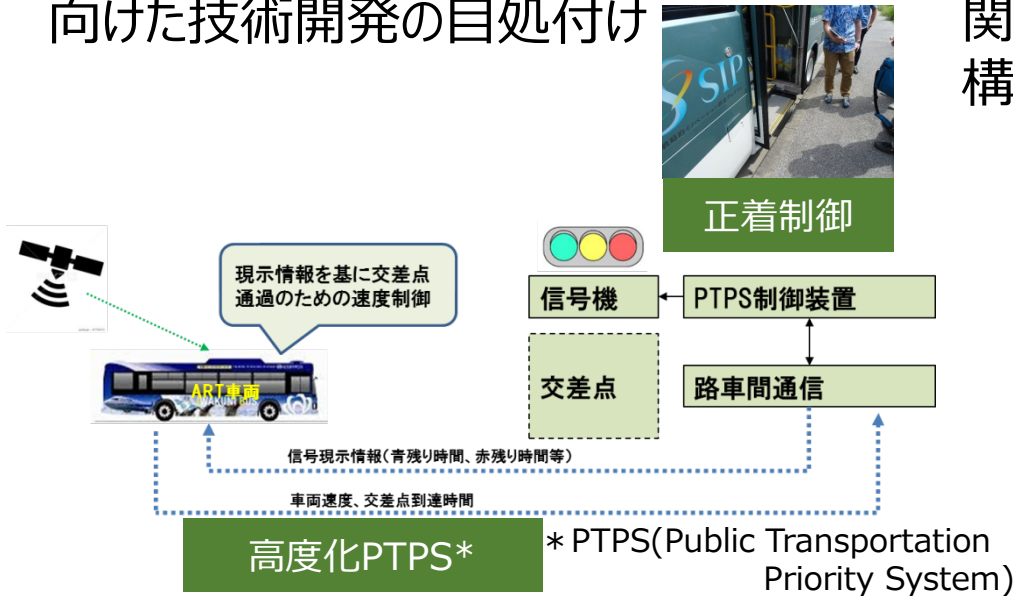 向けた技術開発の目処付け
関
構
SIP
正着制御
現示情報を基に交差点
通過のための速度制御
信号機
PTPS制御装置
ART車両
交差点
路車間通信
信号現示情報(青残り時間、赤残り時間等)
車両速度、交差点到達時間
高度化PTPS*
*PTPS(Public Transportation
Priority System)